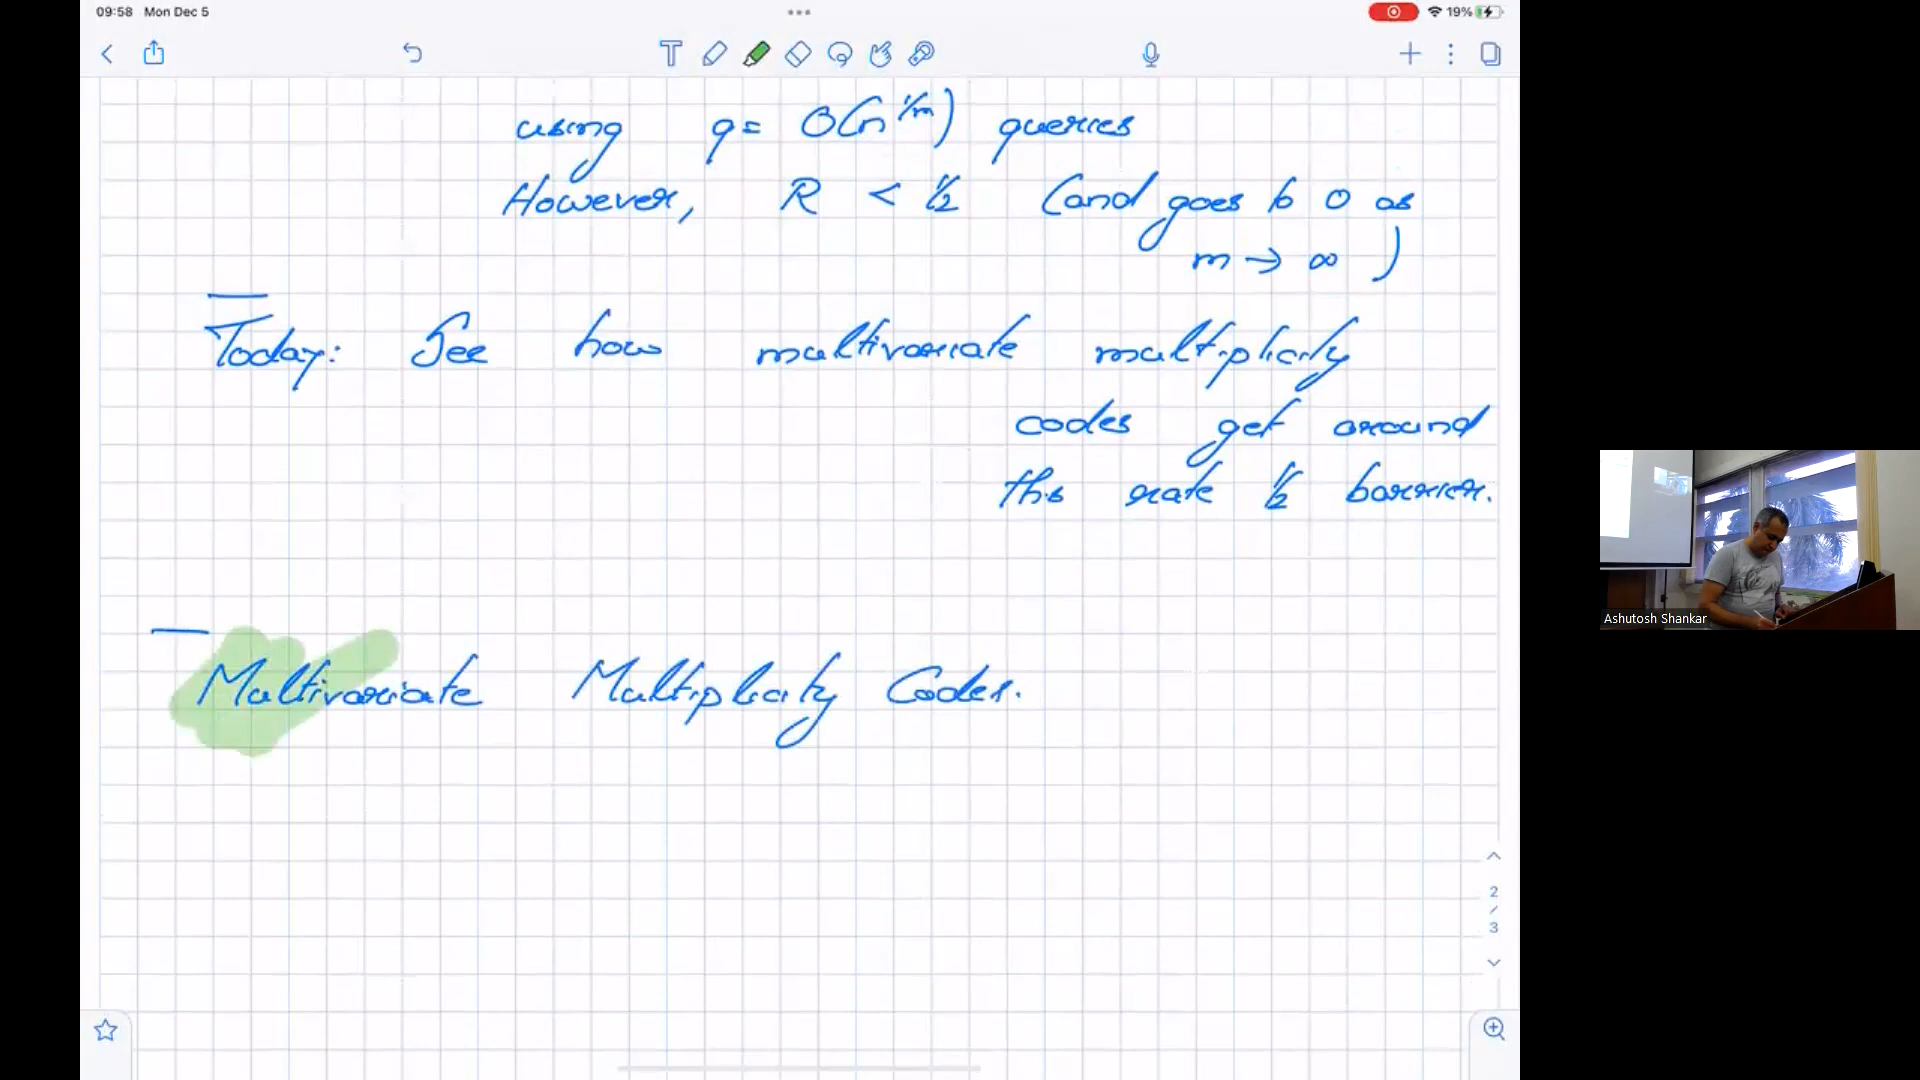 09:58 Mon Dec 5
19%
using q = O(n^{1/m}) queries
However, R < 1/2 (and goes to 0 as
m → ∞)
Today: See how multivariate multiplicity
codes get around
this rate 1/2 barrier.
Multivariate Multiplicity Codes.
2
/
3
Ashutosh Shankar